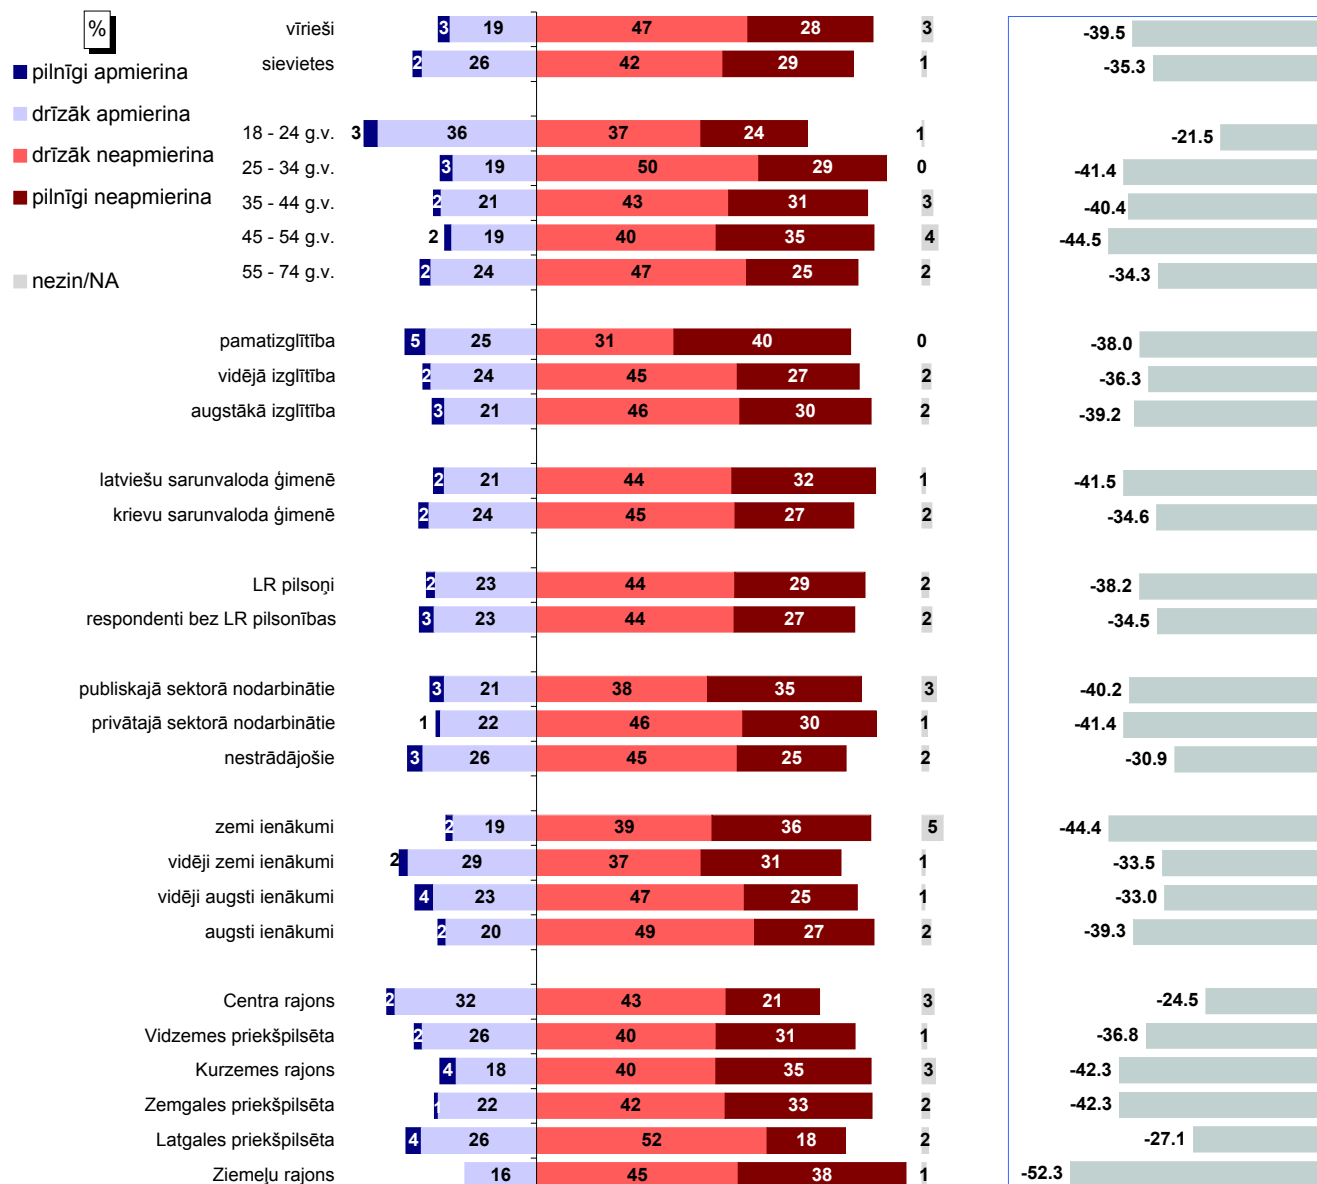 %
pilnīgi apmierina
drīzāk apmierina
drīzāk neapmierina
pilnīgi neapmierina
nezin/NA
vīrieši 3 19 47 28 3 -39.5
sievietes 2 26 42 29 1 -35.3
18 - 24 g.v. 3 36 37 24 1 -21.5
25 - 34 g.v. 3 19 50 29 0 -41.4
35 - 44 g.v. 2 21 43 31 3 -40.4
45 - 54 g.v. 2 19 40 35 4 -44.5
55 - 74 g.v. 2 24 47 25 2 -34.3
pamatizglītība 5 25 31 40 0 -38.0
vidējā izglītība 2 24 45 27 2 -36.3
augstākā izglītība 3 21 46 30 2 -39.2
latviešu sarunvaloda ģimenē 2 21 44 32 1 -41.5
krievu sarunvaloda ģimenē 2 24 45 27 2 -34.6
LR pilsoņi 2 23 44 29 2 -38.2
respondenti bez LR pilsonības 3 23 44 27 2 -34.5
publiskajā sektorā nodarbinātie 3 21 38 35 3 -40.2
privātajā sektorā nodarbinātie 1 22 46 30 1 -41.4
nestrādājošie 3 26 45 25 2 -30.9
zemi ienākumi 2 19 39 36 5 -44.4
vidēji zemi ienākumi 2 29 37 31 1 -33.5
vidēji augsti ienākumi 4 23 47 25 1 -33.0
augsti ienākumi 2 20 49 27 2 -39.3
Centra rajons 2 32 43 21 3 -24.5
Vidzemes priekšpilsēta 2 26 40 31 1 -36.8
Kurzemes rajons 4 18 40 35 3 -42.3
Zemgales priekšpilsēta 1 22 42 33 2 -42.3
Latgales priekšpilsēta 4 26 52 18 2 -27.1
Ziemeļu rajons 16 45 38 1 -52.3